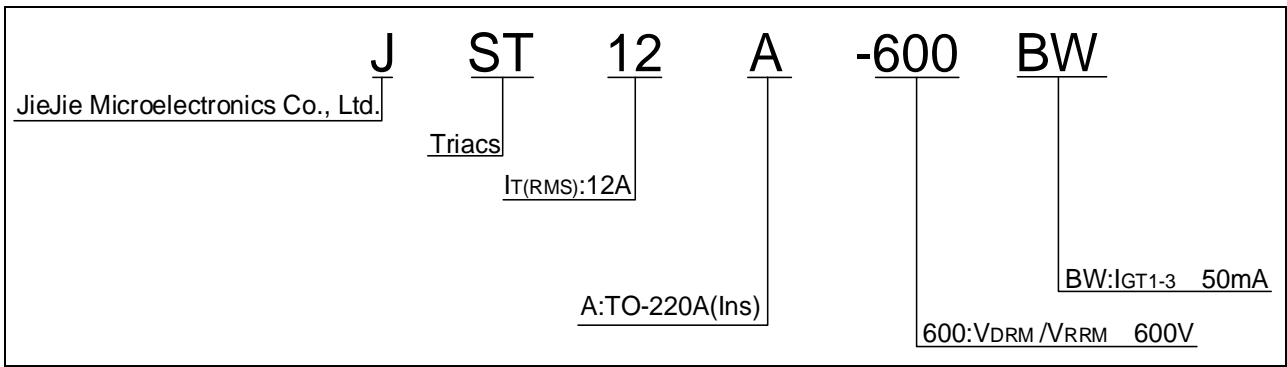 J ST 12 A -600 BW
JieJie Microelectronics Co., Ltd.
Triacs
IT(RMS):12A
BW:IGT1-3 50mA
A:TO-220A(Ins)
600:VDRM /VRRM 600V